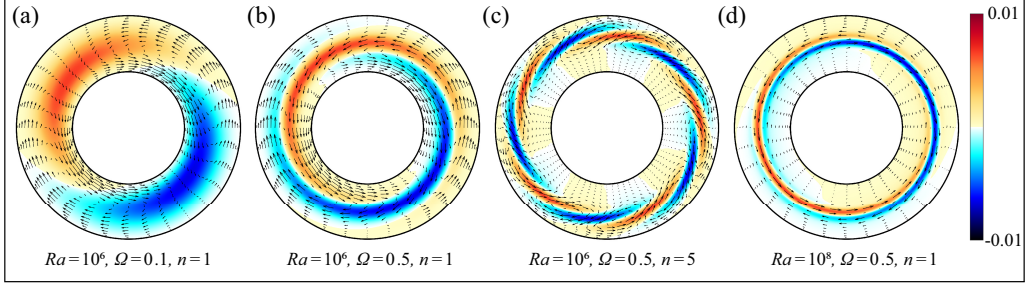 (a) (b) (c) (d) 0.01
-0.01
Ra=10⁶, Ω=0.1, n=1 Ra=10⁶, Ω=0.5, n=1 Ra=10⁶, Ω=0.5, n=5 Ra=10⁸, Ω=0.5, n=1